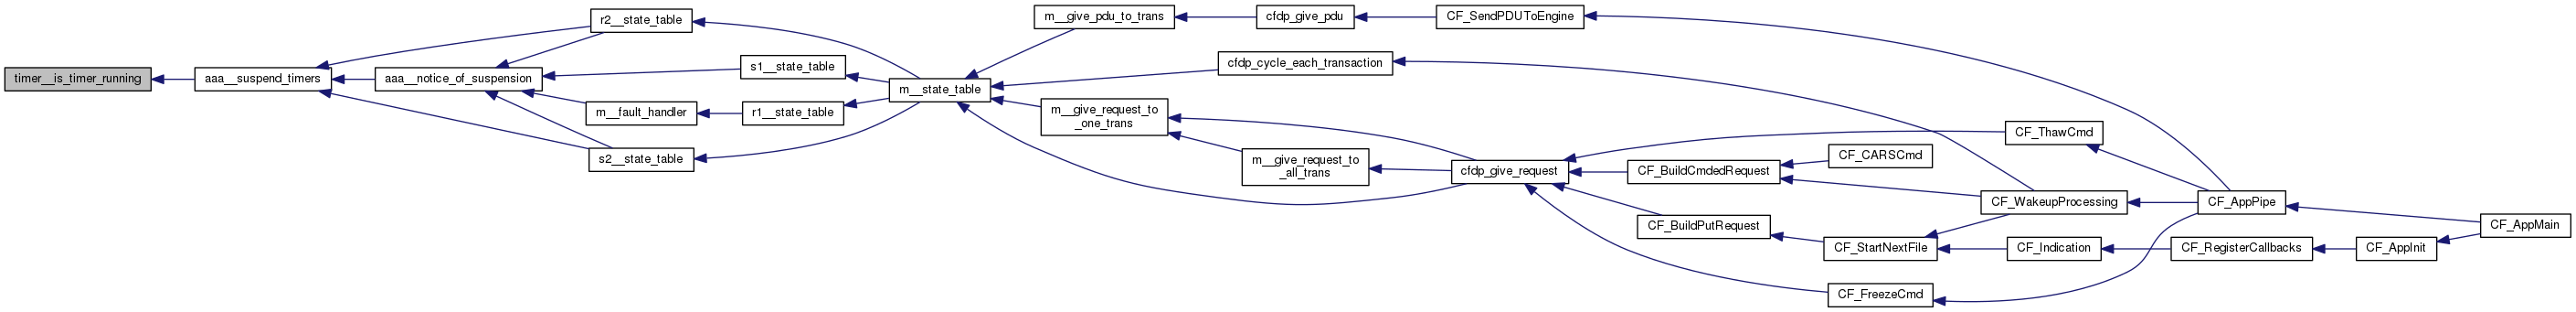 timer__is_timer_running
aaa__suspend_timers
aaa__notice_of_suspension
r2__state_table
s1__state_table
m__fault_handler
s2__state_table
r1__state_table
m__state_table
m__give_pdu_to_trans
cfdp_give_pdu
CF_SendPDUToEngine
cfdp_cycle_each_transaction
m__give_request_to
_one_trans
m__give_request_to
_all_trans
cfdp_give_request
CF_ThawCmd
CF_BuildCmdedRequest
CF_CARSCmd
CF_BuildPutRequest
CF_StartNextFile
CF_FreezeCmd
CF_WakeupProcessing
CF_Indication
CF_RegisterCallbacks
CF_AppPipe
CF_AppInit
CF_AppMain